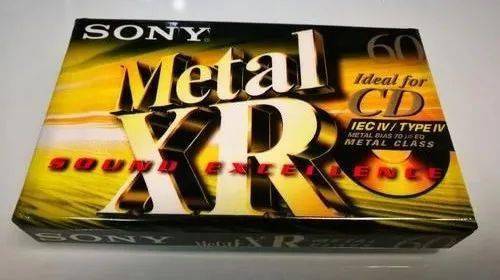 SONY
60
Metal
XR
Ideal for
CD
IEC IV / TYPE IV
METAL BIAS 70 µs EQ
METAL CLASS
SOUND EXCELLENCE
SONY
Metal XR
60